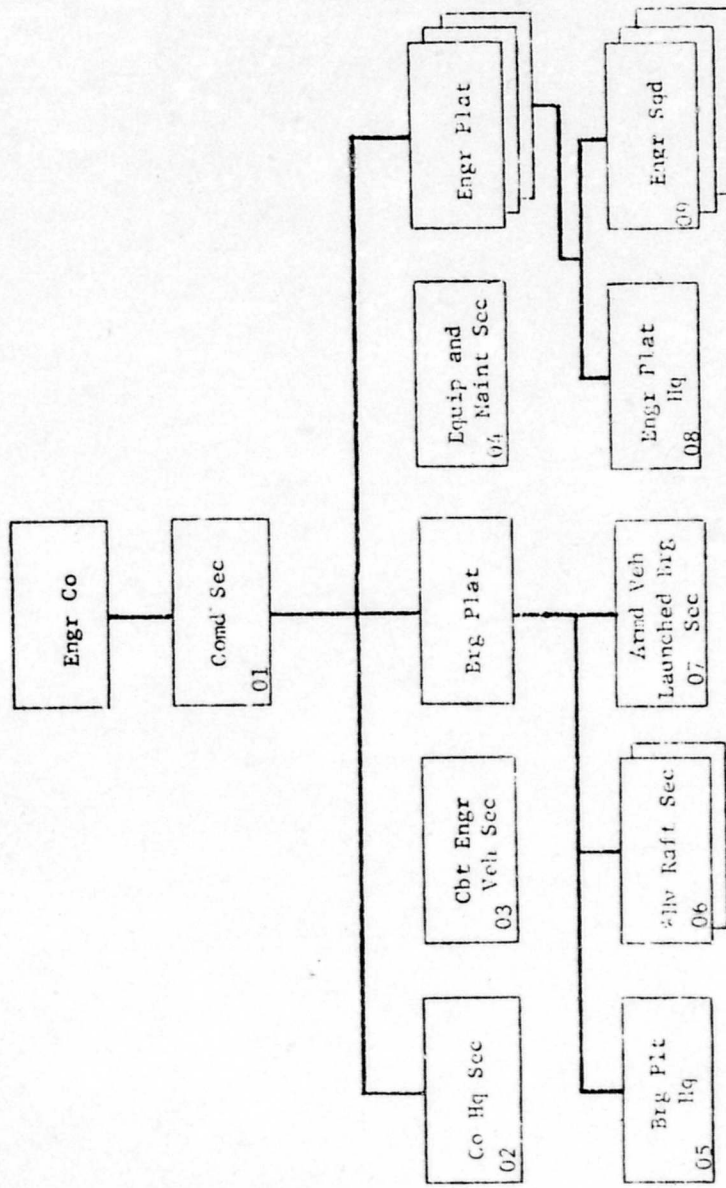 Engr Co
Comd Sec
01
Co Hq Sec
02
Cbt Engr
Veh Sec
03
Brg Plat
Equip and
Maint Sec
04
Engr Plat
Brg Plt
Hq
05
Raft Sec
06
Armd Veh
Launched Brg
07 Sec
Engr Plat
Hq
08
Engr Sqd
09